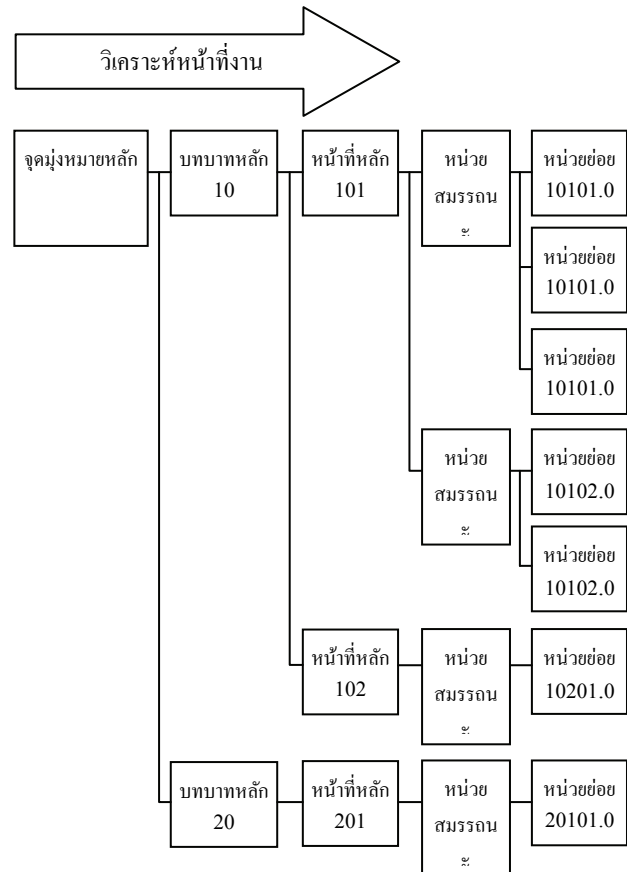 วิเคราะห์หน้าที่งาน
จุดมุ่งหมายหลัก
บทบาทหลัก
10
หน้าที่หลัก
101
หน่วย
สมรรถน
ะ
หน่วยย่อย
10101.0
หน่วยย่อย
10101.0
หน่วยย่อย
10101.0
หน่วย
สมรรถน
ะ
หน่วยย่อย
10102.0
หน่วยย่อย
10102.0
หน้าที่หลัก
102
หน่วย
สมรรถน
ะ
หน่วยย่อย
10201.0
บทบาทหลัก
20
หน้าที่หลัก
201
หน่วย
สมรรถน
ะ
หน่วยย่อย
20101.0